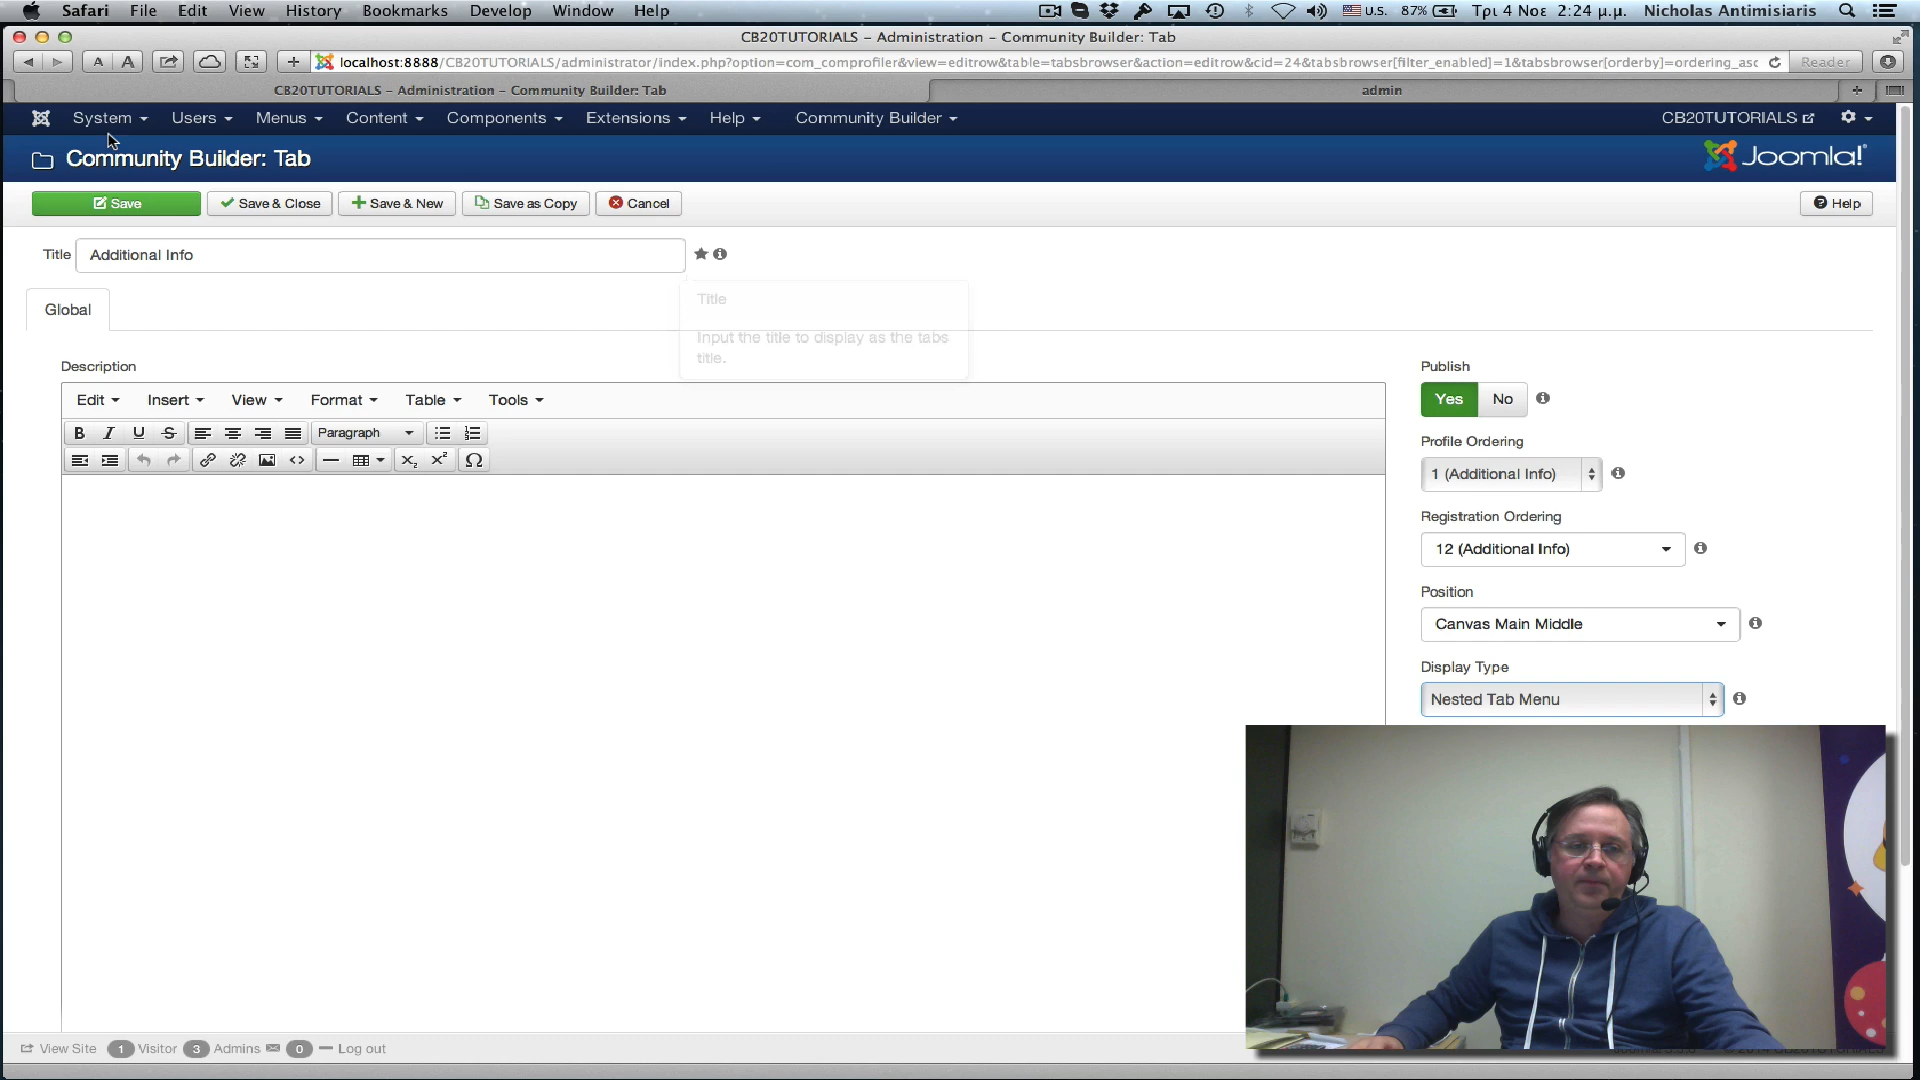 Safari File Edit View History Bookmarks Develop Window Help U.S. 87% Τρι 4 Νοε 2:24 μ.μ. Nicholas Antimisiaris
CB20TUTORIALS – Administration – Community Builder: Tab
A A + localhost:8888/CB20TUTORIALS/administrator/index.php?option=com_comprofiler&view=editrow&table=tabsbrowser&action=editrow&cid=24&tabsbrowser[filter_enabled]=1&tabsbrowser[orderby]=ordering_asc Reader
CB20TUTORIALS – Administration – Community Builder: Tab admin +
System Users Menus Content Components Extensions Help Community Builder CB20TUTORIALS
Community Builder: Tab Joomla!
Save Save & Close Save & New Save as Copy Cancel Help
Title Additional Info
Title
Global
Input the title to display as the tabs
title.
Description
Edit Insert View Format Table Tools
B I U S Paragraph
Publish
Yes No
Profile Ordering
1 (Additional Info)
Registration Ordering
12 (Additional Info)
Position
Canvas Main Middle
Display Type
Nested Tab Menu
View Site 1 Visitor 3 Admins 0 Log out